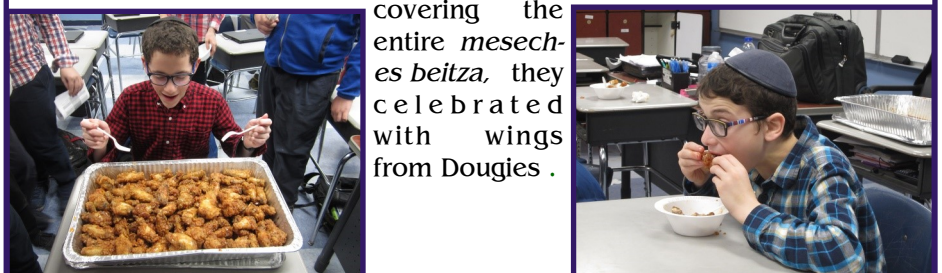 covering the
entire mesech-
es beitza, they
celebrated
with wings
from Dougies .